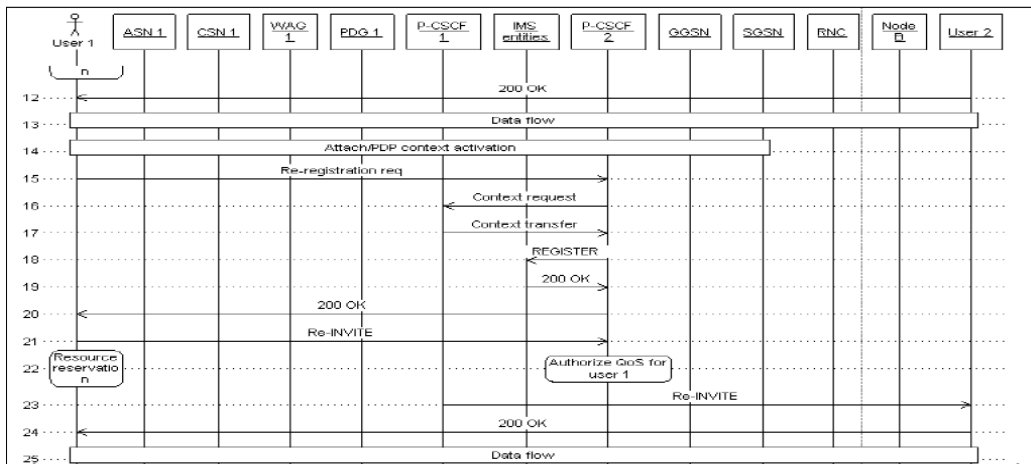 User 1
ASN 1
CSN 1
WAG
1
PDG 1
P-CSCF
1
IMS
entities
P-CSCF
2
GGSN
SGSN
RNC
Node
B
User 2
n
12
200 OK
13
Data flow
14
Attach/PDP context activation
15
Re-registration req
16
Context request
17
Context transfer
18
REGISTER
19
200 OK
20
200 OK
21
Re-INVITE
22
Resource
reservatio
n
Authorize QoS for
user 1
23
Re-INVITE
24
200 OK
25
Data flow